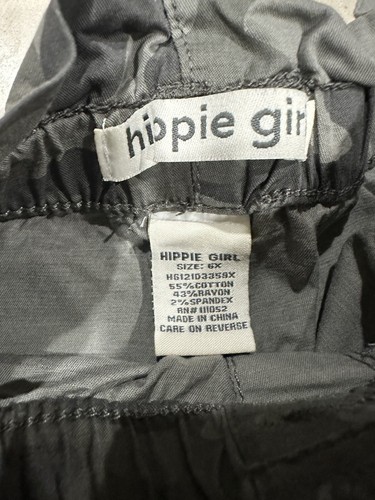 hippie girl
HIPPIE GIRL
SIZE: 6X
HG121D3358X
55%COTTON
43%RAYON
2%SPANDEX
RN# 111052
MADE IN CHINA
CARE ON REVERSE